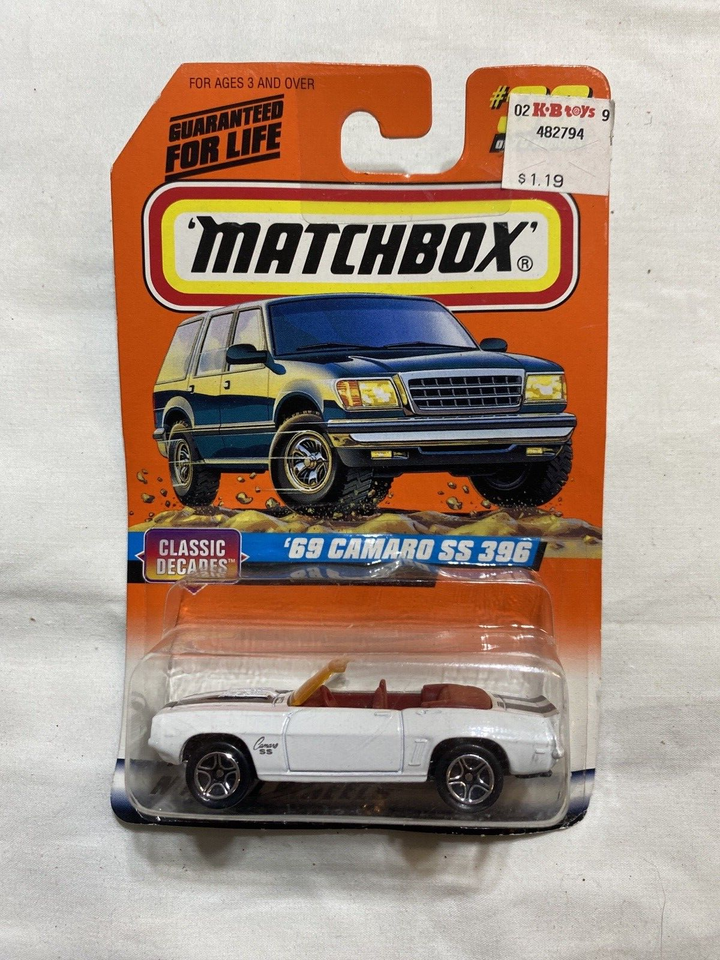 FOR AGES 3 AND OVER
GUARANTEED
FOR LIFE
#
02 K·B toys 9
482794
$1.19
'MATCHBOX'®
CLASSIC
DECADES™
'69 CAMARO SS 396
Camaro
SS